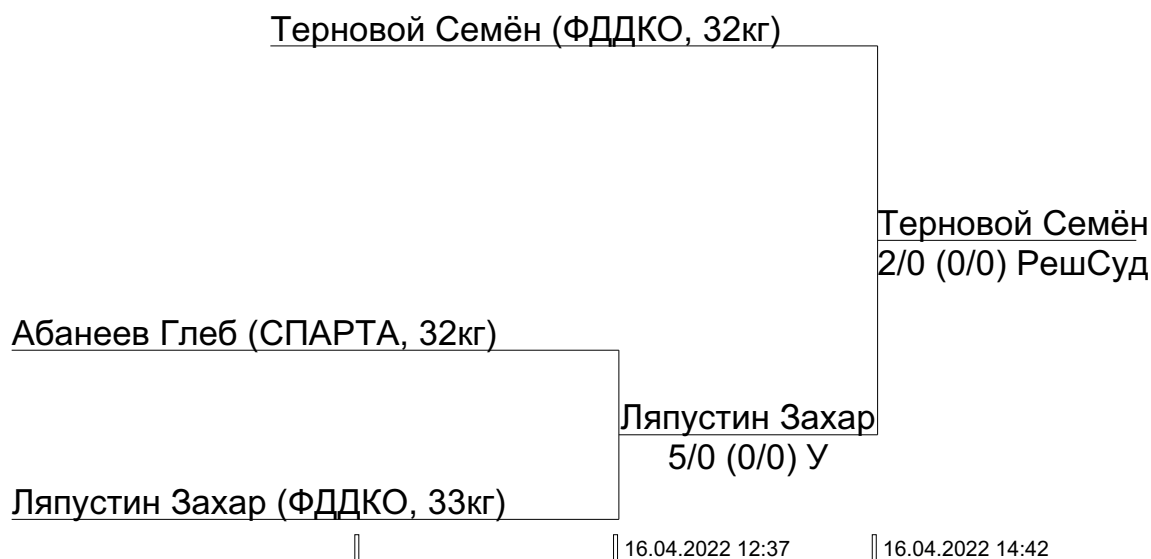 Терновой Семён (ФДДКО, 32кг)
Терновой Семён
2/0 (0/0) РешСуд
Абанеев Глеб (СПАРТА, 32кг)
Ляпустин Захар
5/0 (0/0) У
Ляпустин Захар (ФДДКО, 33кг)
16.04.2022 12:37
16.04.2022 14:42